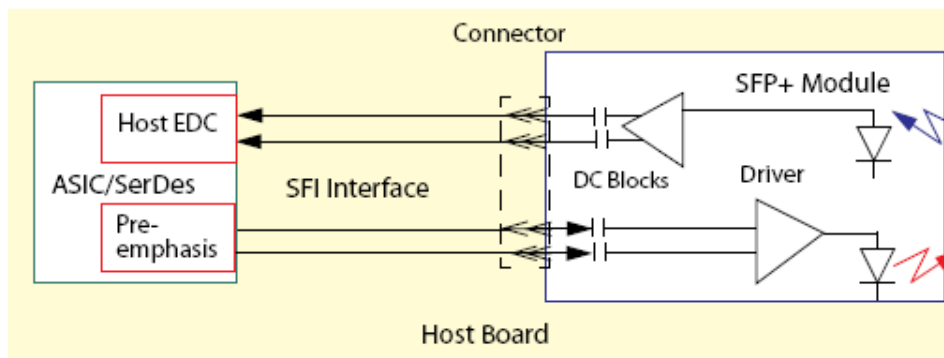 Connector
SFP+ Module
Host EDC
ASIC/SerDes
SFI Interface
DC Blocks
Driver
Pre-
emphasis
Host Board